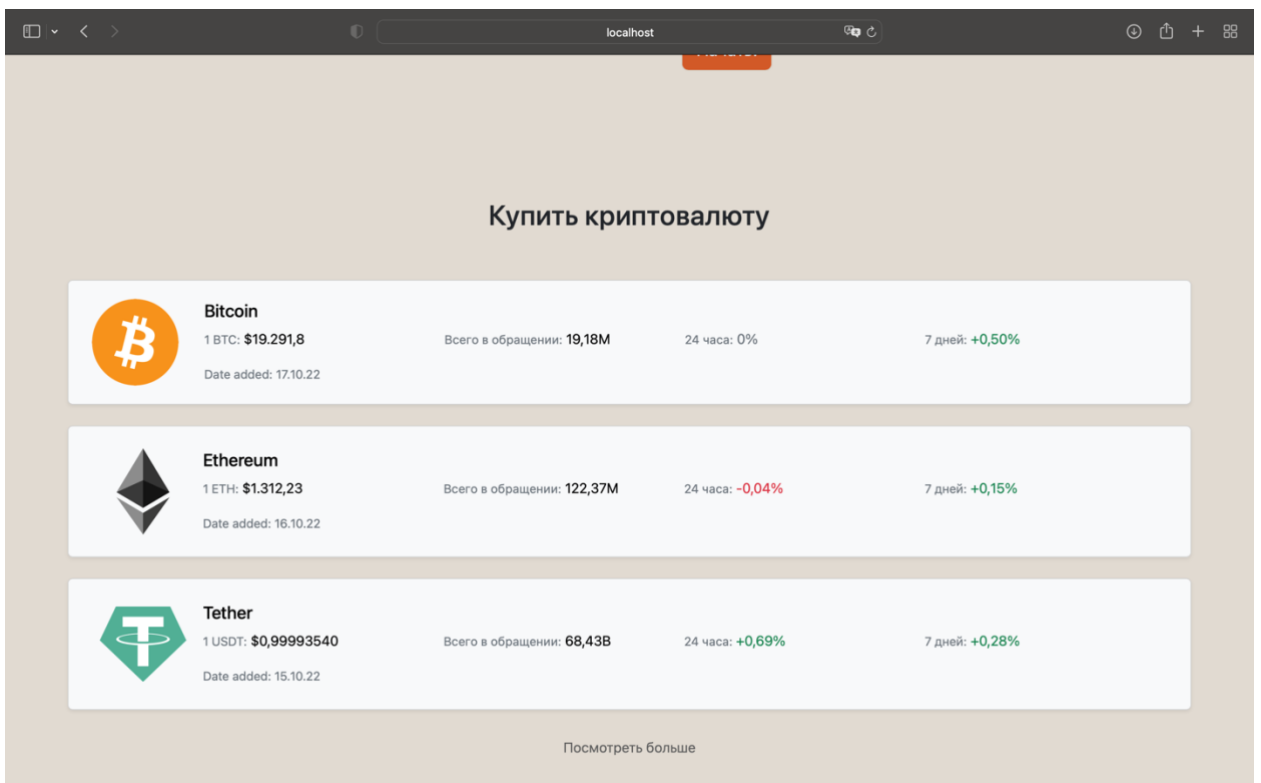 localhost
Купить криптовалюту
Bitcoin
1 BTC: $19.291,8 Всего в обращении: 19,18M 24 часа: 0% 7 дней: +0,50%
Date added: 17.10.22
Ethereum
1 ETH: $1.312,23 Всего в обращении: 122,37M 24 часа: -0,04% 7 дней: +0,15%
Date added: 16.10.22
Tether
1 USDT: $0,99993540 Всего в обращении: 68,43B 24 часа: +0,69% 7 дней: +0,28%
Date added: 15.10.22
Посмотреть больше